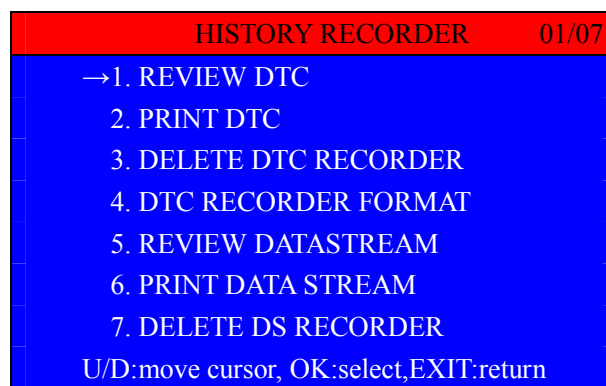 HISTORY RECORDER 01/07
→1. REVIEW DTC
2. PRINT DTC
3. DELETE DTC RECORDER
4. DTC RECORDER FORMAT
5. REVIEW DATASTREAM
6. PRINT DATA STREAM
7. DELETE DS RECORDER
U/D:move cursor, OK:select,EXIT:return